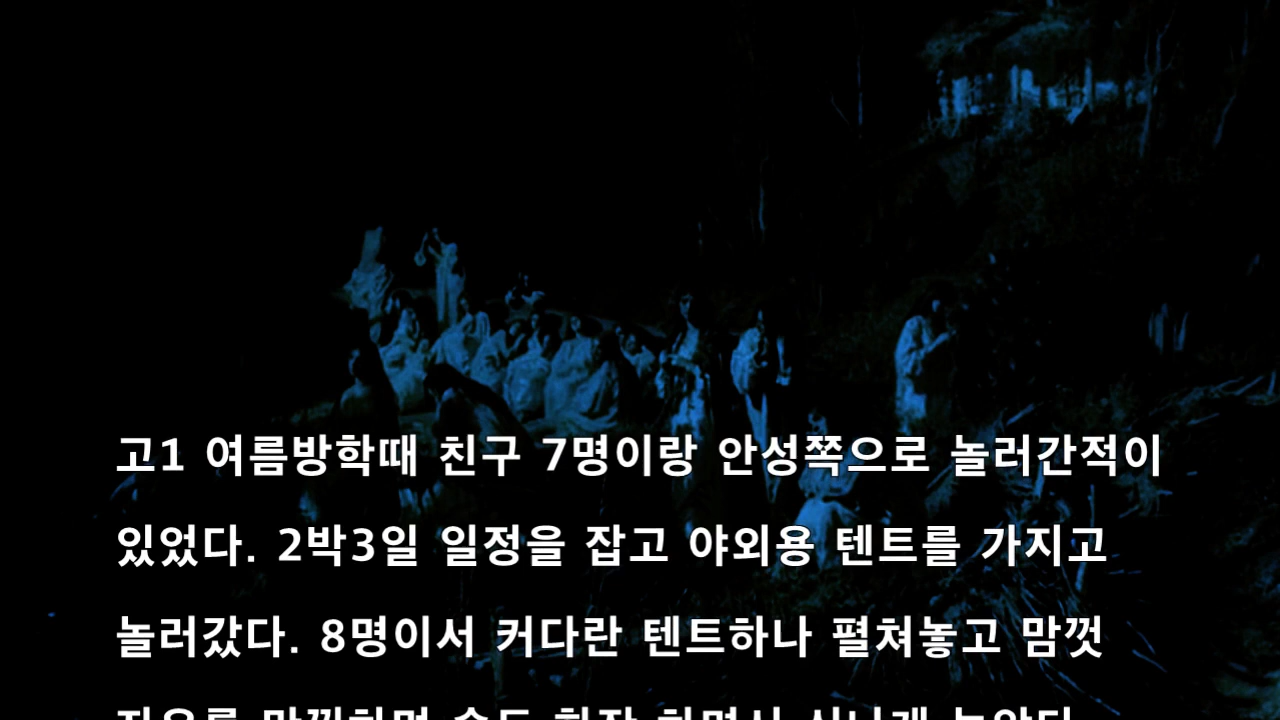 고1 여름방학때 친구 7명이랑 안성쪽으로 놀러간적이
있었다. 2박3일 일정을 잡고 야외용 텐트를 가지고
놀러갔다. 8명이서 커다란 텐트하나 펼쳐놓고 맘껏